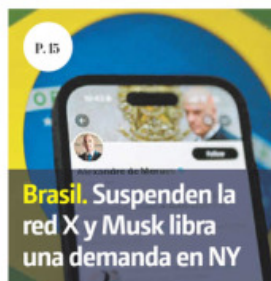 P. 15
Follow
Alexandre de Moraes
Brasil. Suspenden la
red X y Musk libra
una demanda en NY